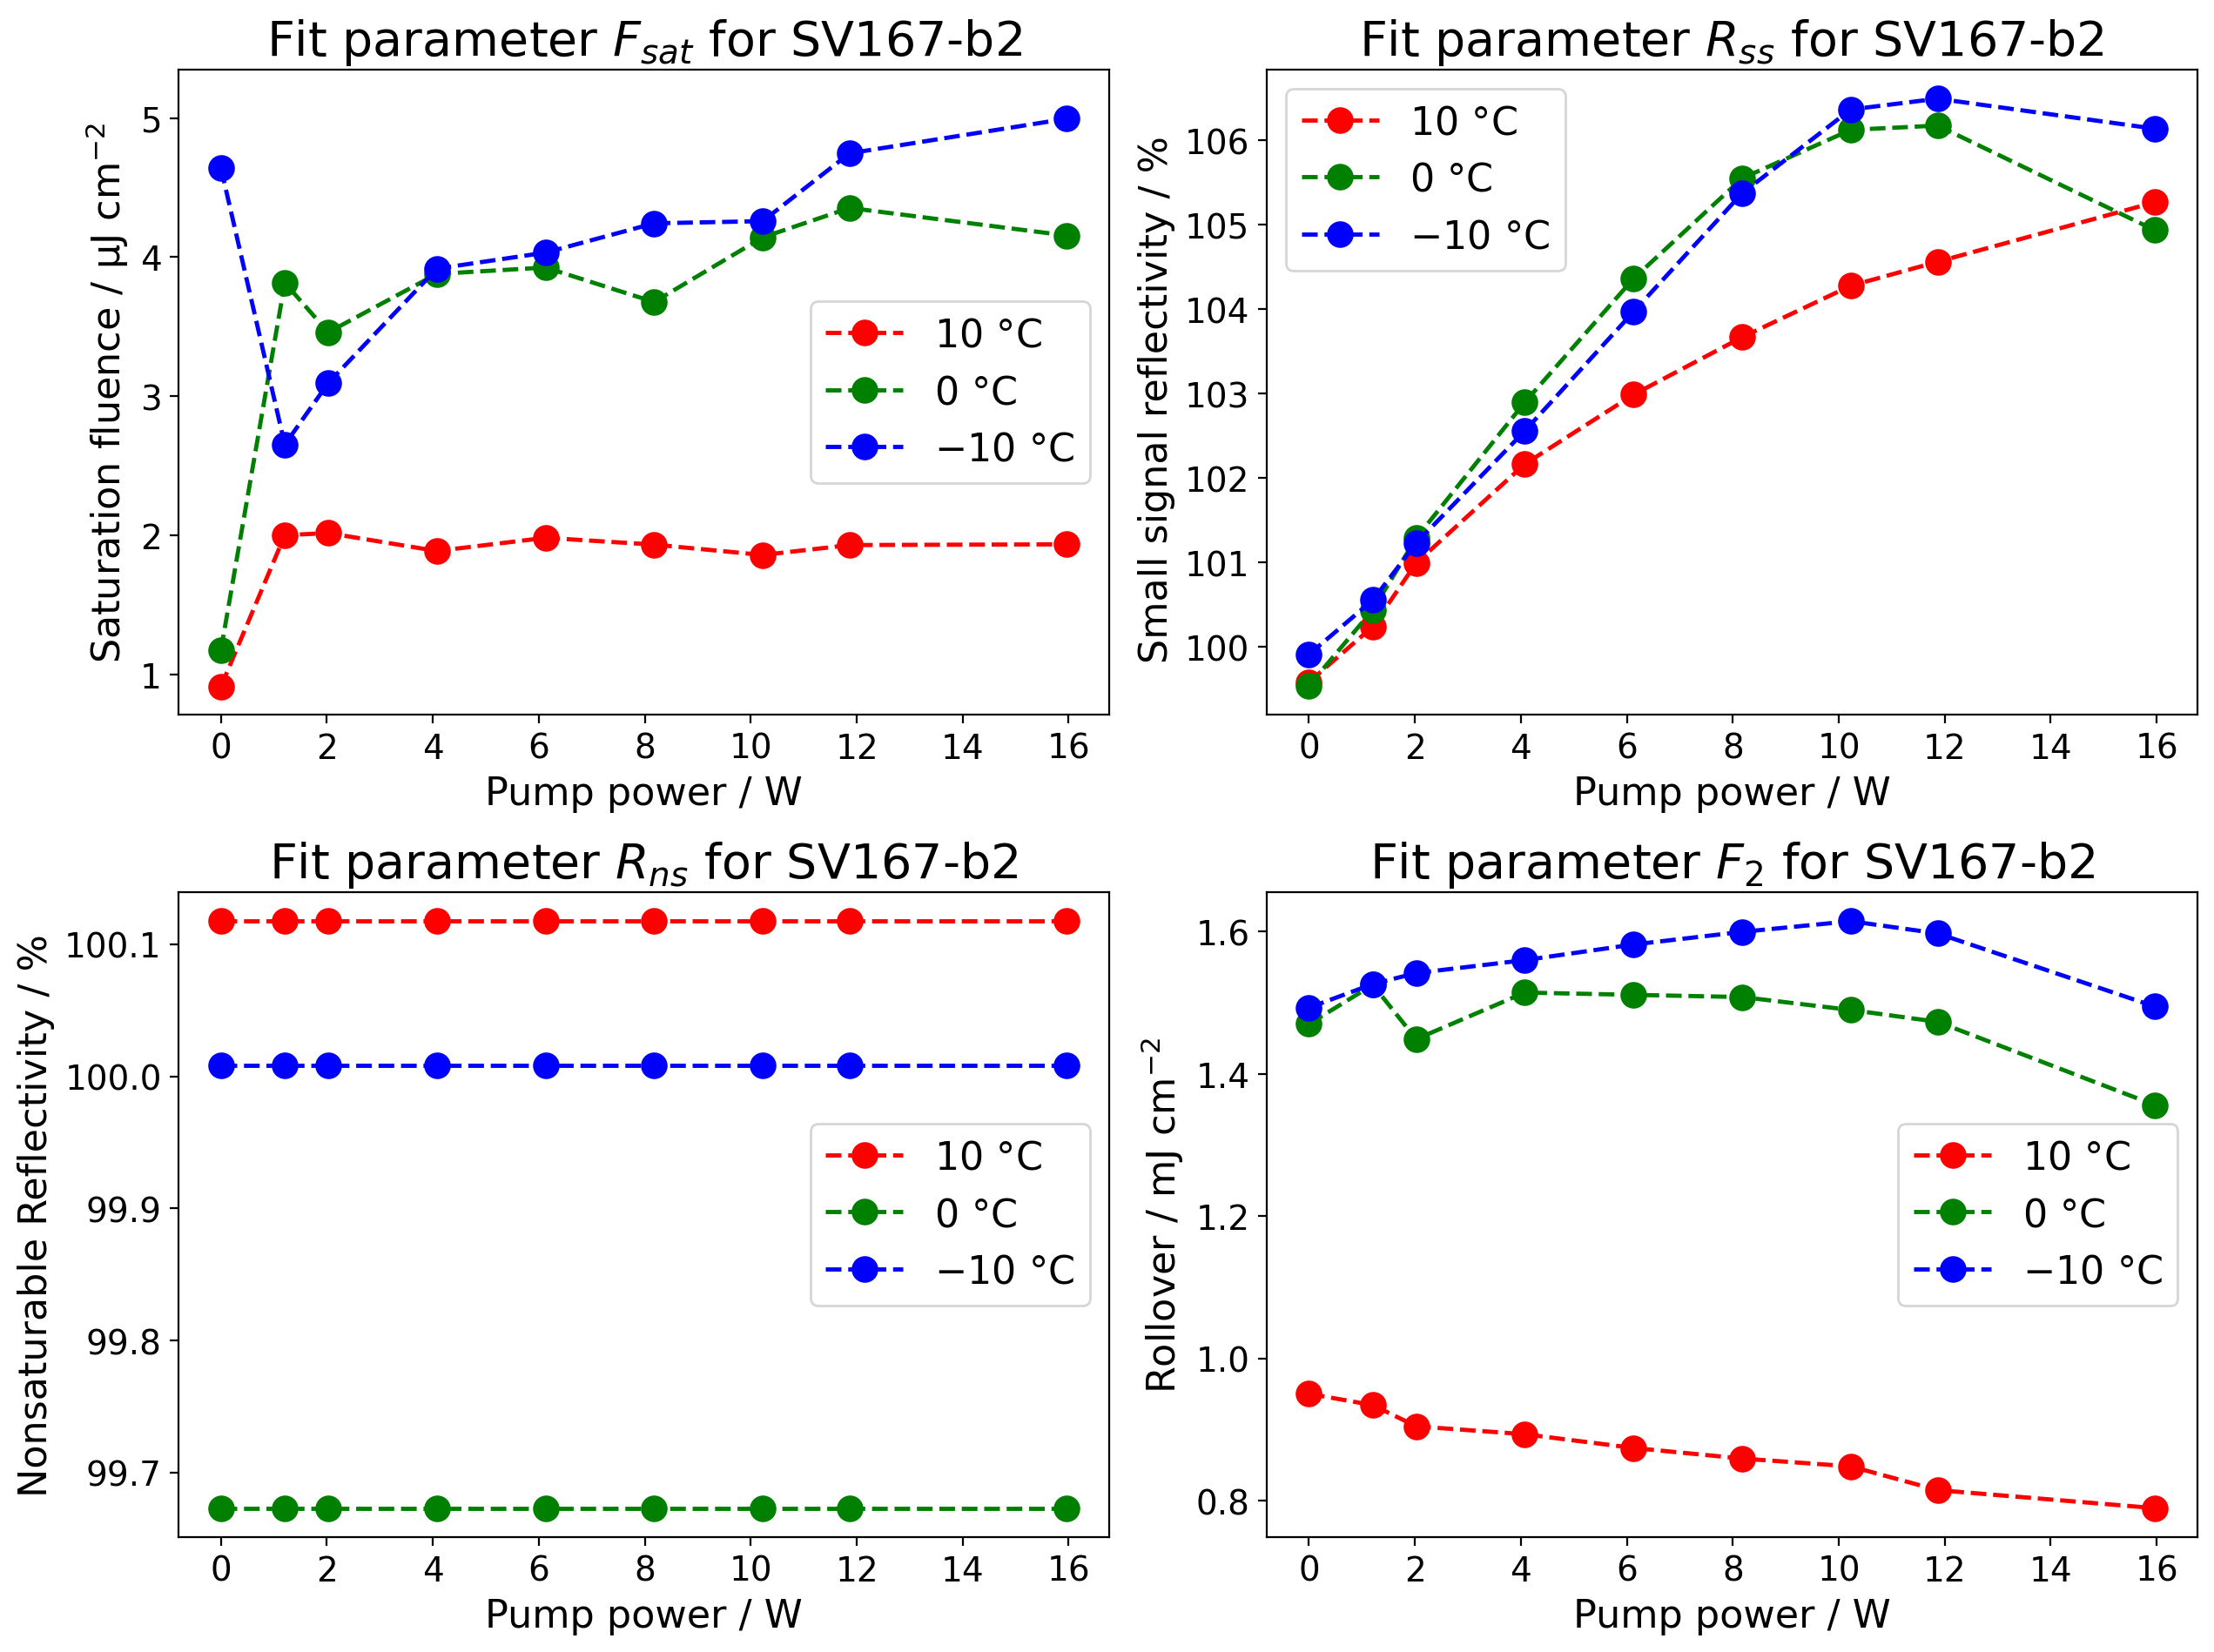 Fit parameter F_sat for SV167-b2
Saturation fluence / µJ cm⁻²
5
4
3
2
1
10 °C
0 °C
−10 °C
0 2 4 6 8 10 12 14 16
Pump power / W
Fit parameter R_ss for SV167-b2
Small signal reflectivity / %
106
105
104
103
102
101
100
10 °C
0 °C
−10 °C
0 2 4 6 8 10 12 14 16
Pump power / W
Fit parameter R_ns for SV167-b2
Nonsaturable Reflectivity / %
100.1
100.0
99.9
99.8
99.7
10 °C
0 °C
−10 °C
0 2 4 6 8 10 12 14 16
Pump power / W
Fit parameter F₂ for SV167-b2
Rollover / mJ cm⁻²
1.6
1.4
1.2
1.0
0.8
10 °C
0 °C
−10 °C
0 2 4 6 8 10 12 14 16
Pump power / W